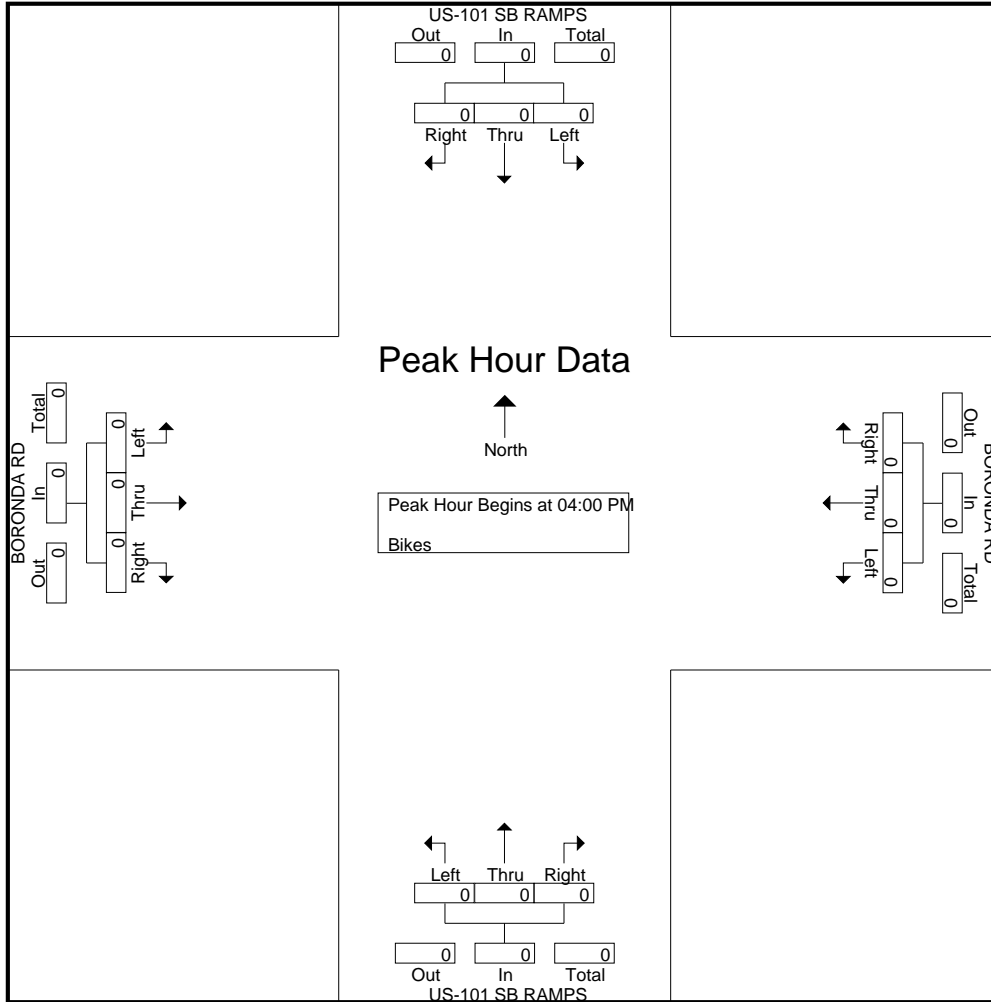 US-101 SB RAMPS
Out In Total
0 0 0
0 0 0
Right Thru Left
Peak Hour Data
North
Peak Hour Begins at 04:00 PM
Bikes
BORONDA RD
Total In Out
0 0 0
0 0 0
Left Thru Right
BORONDA RD
Out In Total
0 0 0
0 0 0
Right Thru Left
Left Thru Right
0 0 0
0 0 0
Out In Total
US-101 SB RAMPS